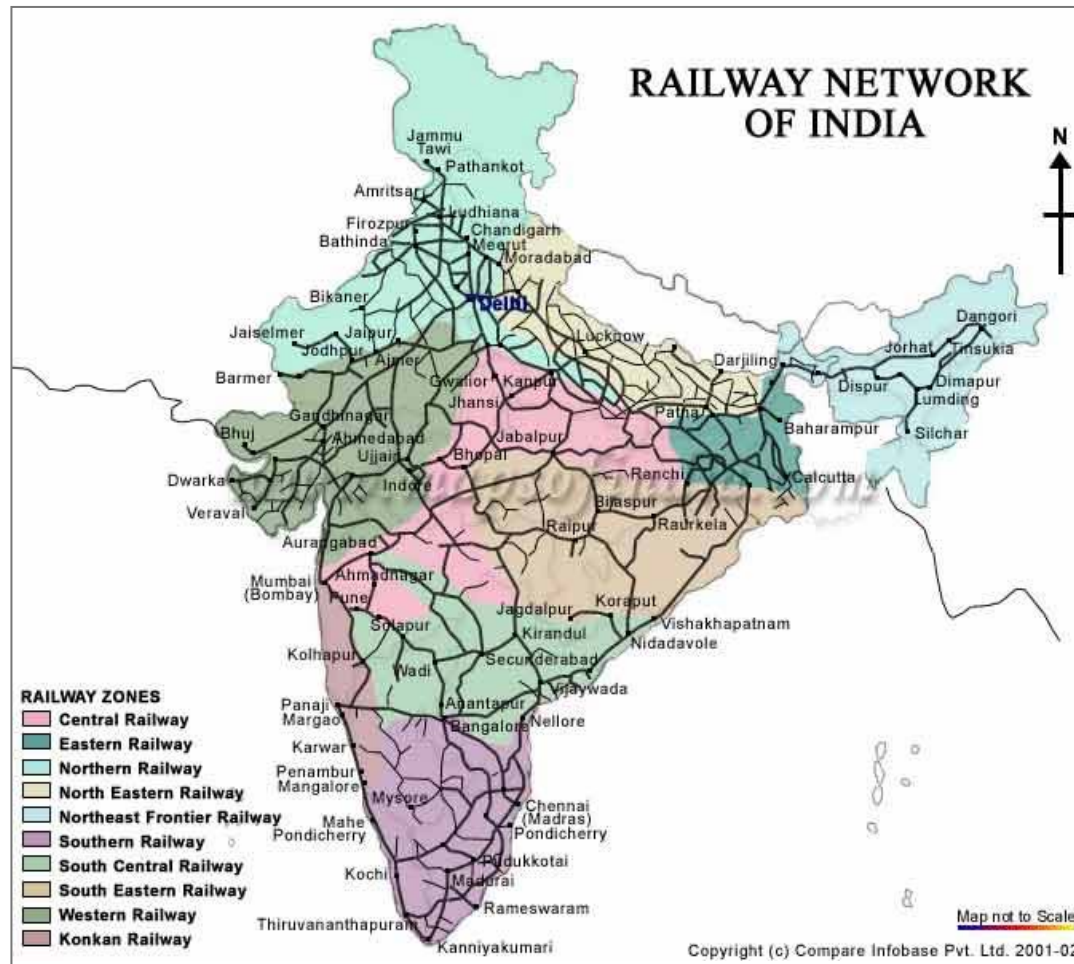 RAILWAY NETWORK
OF INDIA
N
Jammu
Tawi
Pathankot
Amritsar
Ludhiana
Firozpur
Chandigarh
Bathinda
Meerut
Moradabad
Delhi
Bikaner
Jaiselmer
Jaipur
Lucknow
Dangori
Jodhpur
Ajmer
Darjiling
Jorhat
Tinsukia
Barmer
Gwalior
Kanpur
Dispur
Dimapur
Jhansi
Lumding
Gandhinagar
Patha
Baharampur
Bhuj
Ahmedabad
Jabalpur
Silchar
Ujjain
Bhopal
Ranchi
Dwarka
Indore
Calcutta
Veraval
Bilaspur
Raipur
Raurkela
Aurangabad
Mumbai
(Bombay)
Ahmadnagar
Pune
Jagdalpur
Koraput
Solapur
Vishakhapatnam
Kirandul
Nidadavole
Kolhapur
Wadi
Secunderabad
Vijaywada
Panaji
Anantapur
Margao
Bangalore
Nellore
Karwar
Penambur
Mangalore
Mysore
Chennai
(Madras)
Mahe
Pondicherry
Pondicherry
Pudukkotai
Kochi
Madurai
Rameswaram
Thiruvananthapuram
Kanniyakumari
RAILWAY ZONES
Central Railway
Eastern Railway
Northern Railway
North Eastern Railway
Northeast Frontier Railway
Southern Railway
South Central Railway
South Eastern Railway
Western Railway
Konkan Railway
Map not to Scale
Copyright (c) Compare Infobase Pvt. Ltd. 2001-02